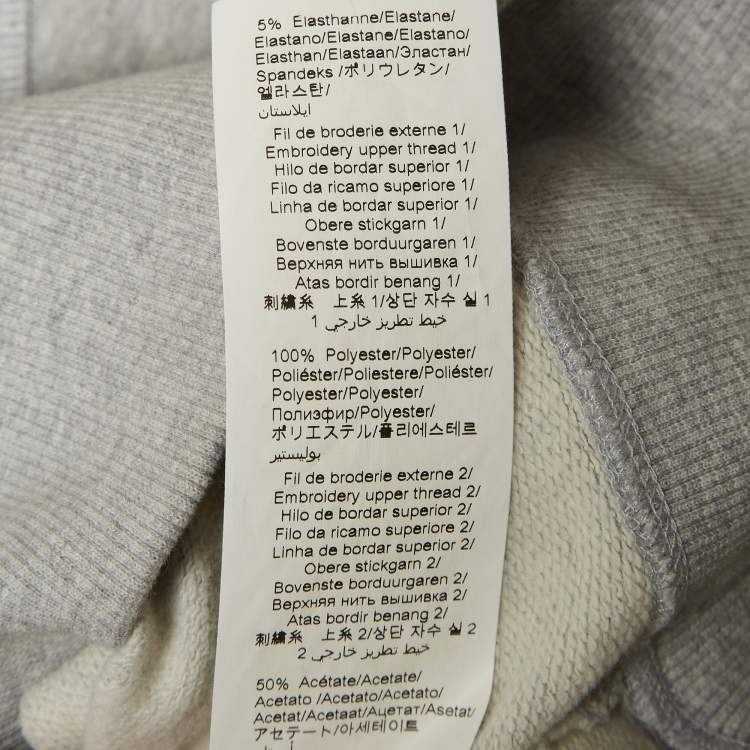 5% Elasthanne/Elastane/
Elastano/Elastane/Elastano/
Elasthan/Elastaan/Эластан/
Spandeks /ポリウレタン/
엘라스탄/
ايلاستان
Fil de broderie externe 1/
Embroidery upper thread 1/
Hilo de bordar superior 1/
Filo da ricamo superiore 1/
Linha de bordar superior 1/
Obere stickgarn 1/
Bovenste borduurgaren 1/
Верхняя нить вышивка 1/
Atas bordir benang 1/
刺繍糸 上糸 1/상단 자수 실 1
خيط تطريز خارجي 1
100% Polyester/Polyester/
Poliéster/Poliestere/Poliéster/
Polyester/Polyester/
Полиэфир/Polyester/
ポリエステル/폴리에스테르
بوليستير
Fil de broderie externe 2/
Embroidery upper thread 2/
Hilo de bordar superior 2/
Filo da ricamo superiore 2/
Linha de bordar superior 2/
Obere stickgarn 2/
Bovenste borduurgaren 2/
Верхняя нить вышивка 2/
Atas bordir benang 2/
刺繍糸 上糸 2/상단 자수 실 2
خيط تطريز خارجي 2
50% Acétate/Acetate/
Acetato /Acetato/Acetato/
Acetat/Acetaat/Ацетат/Asetat/
アセテート/아세테이트